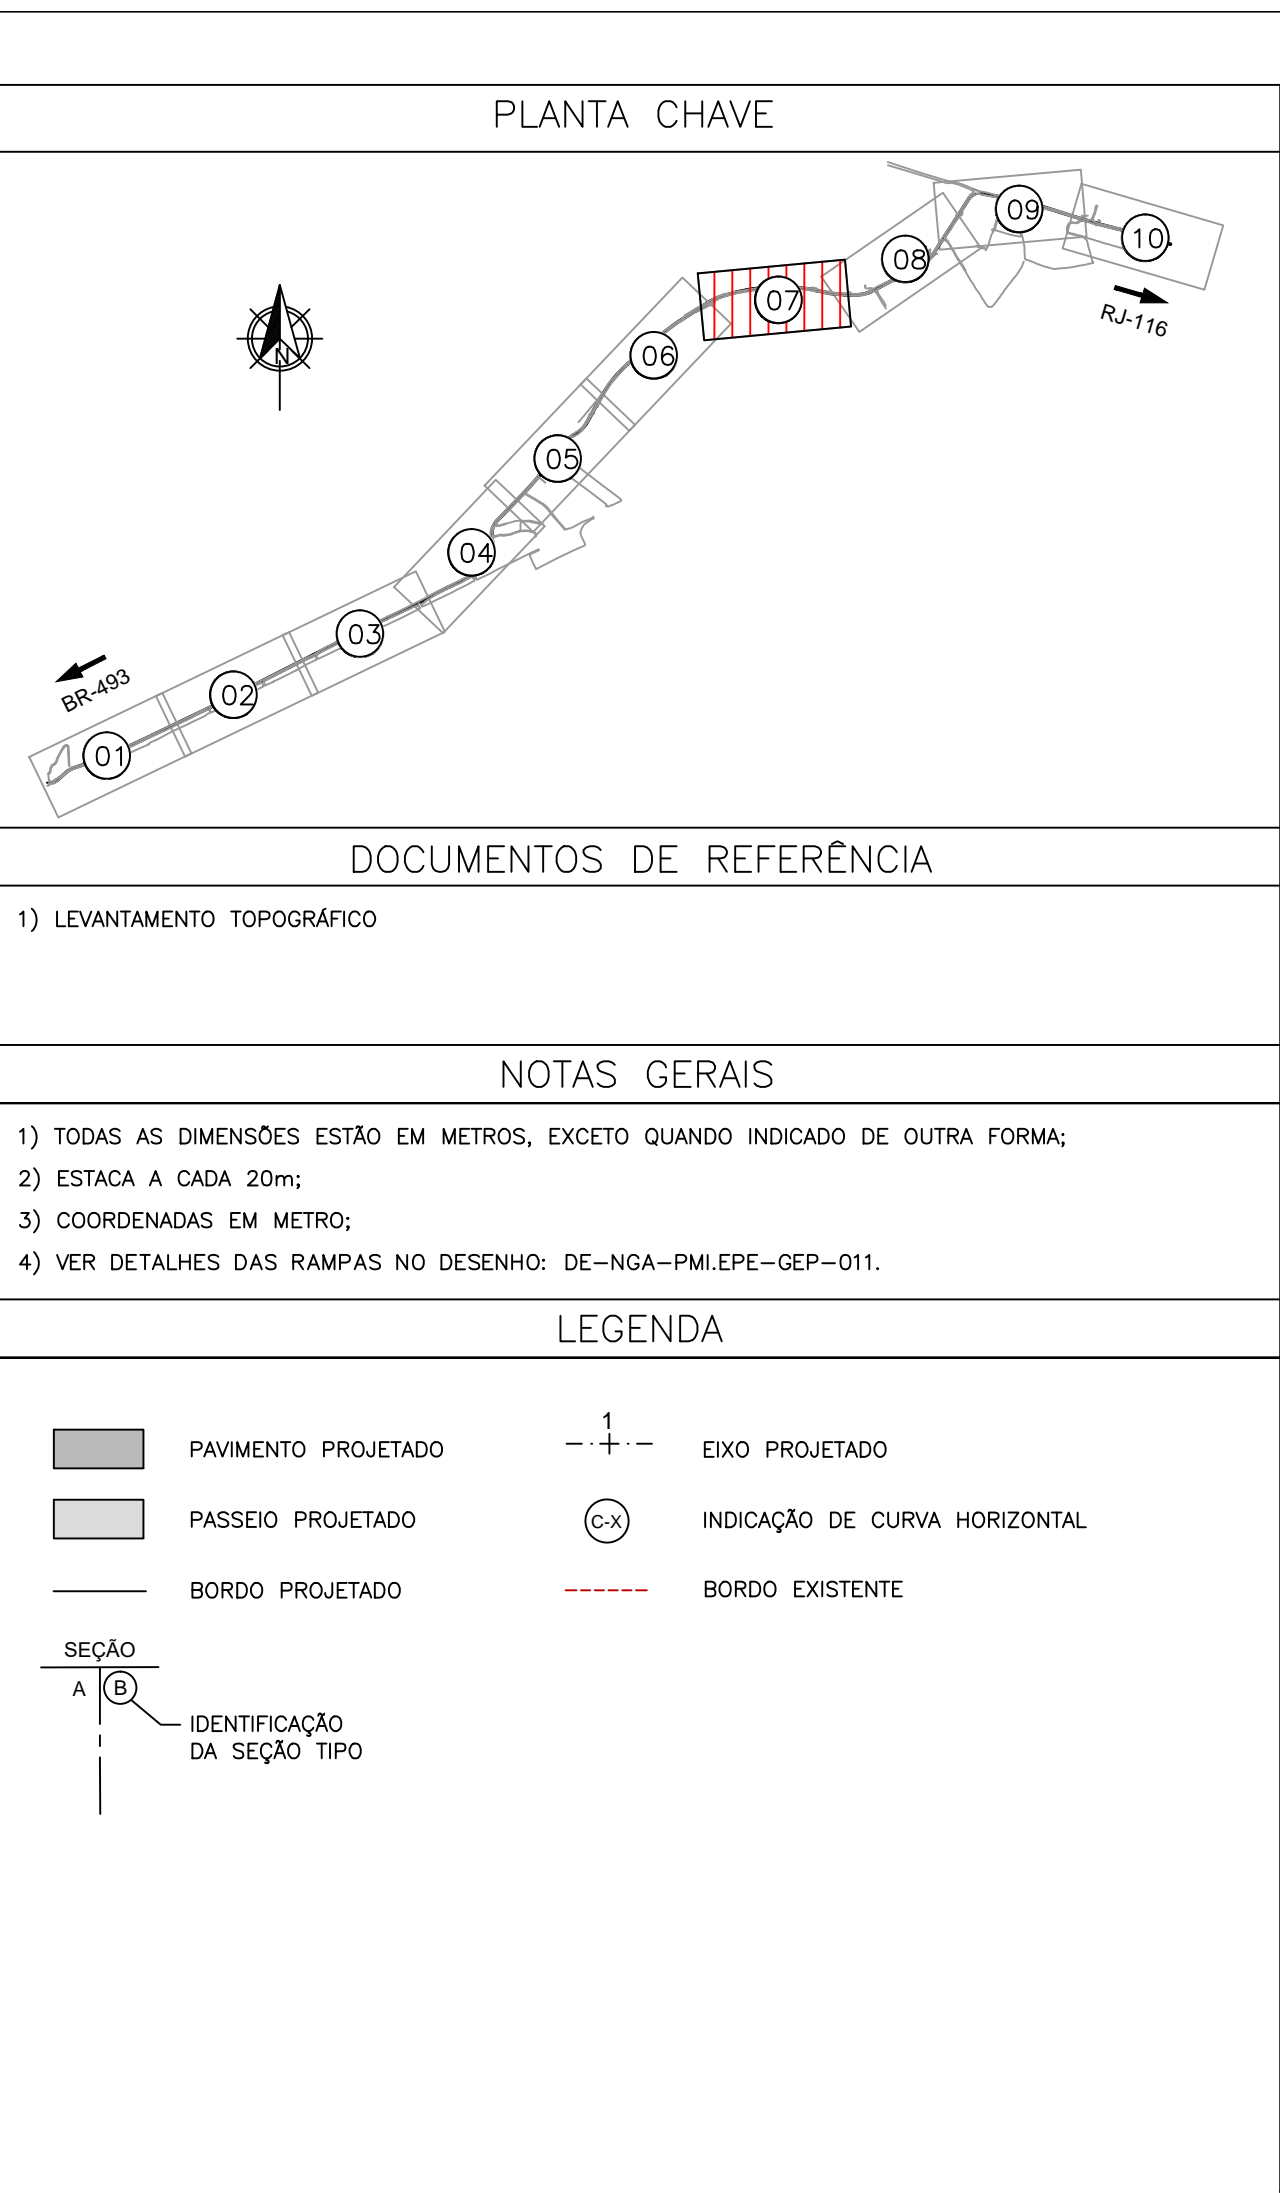 PLANTA CHAVE
09
10.
08
07
RJ-116
N
06
05
04
03
BR-493
02
01
DOCUMENTOS DE REFERÊNCIA
1) LEVANTAMENTO TOPOGRÁFICO
NOTAS GERAIS
1) TODAS AS DIMENSÕES ESTÃO EM METROS, EXCETO QUANDO INDICADO DE OUTRA FORMA;
2) ESTACA A CADA 20m;
3) COORDENADAS EM METRO;
4) VER DETALHES DAS RAMPAS NO DESENHO: DE-NGA-PMI.EPE-GEP-011.
LEGENDA
PAVIMENTO PROJETADO
1
EIXO PROJETADO
PASSEIO PROJETADO
C-X
INDICAÇÃO DE CURVA HORIZONTAL
BORDO PROJETADO
BORDO EXISTENTE
SEÇÃO
A B
IDENTIFICAÇÃO
DA SEÇÃO TIPO